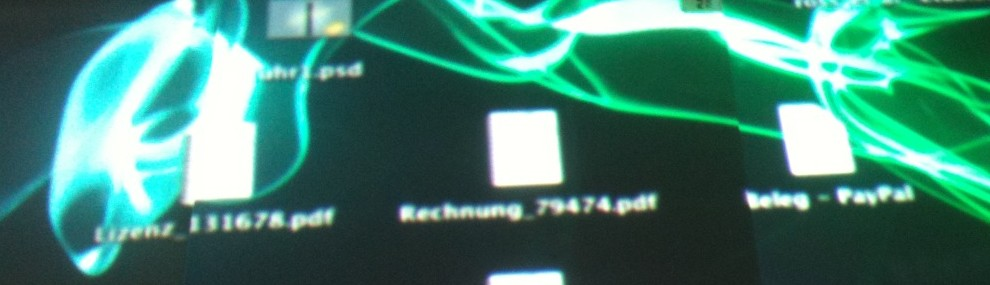 uhr1.psd
Lizenz_131678.pdf
Rechnung_79474.pdf
Beleg - PayPal